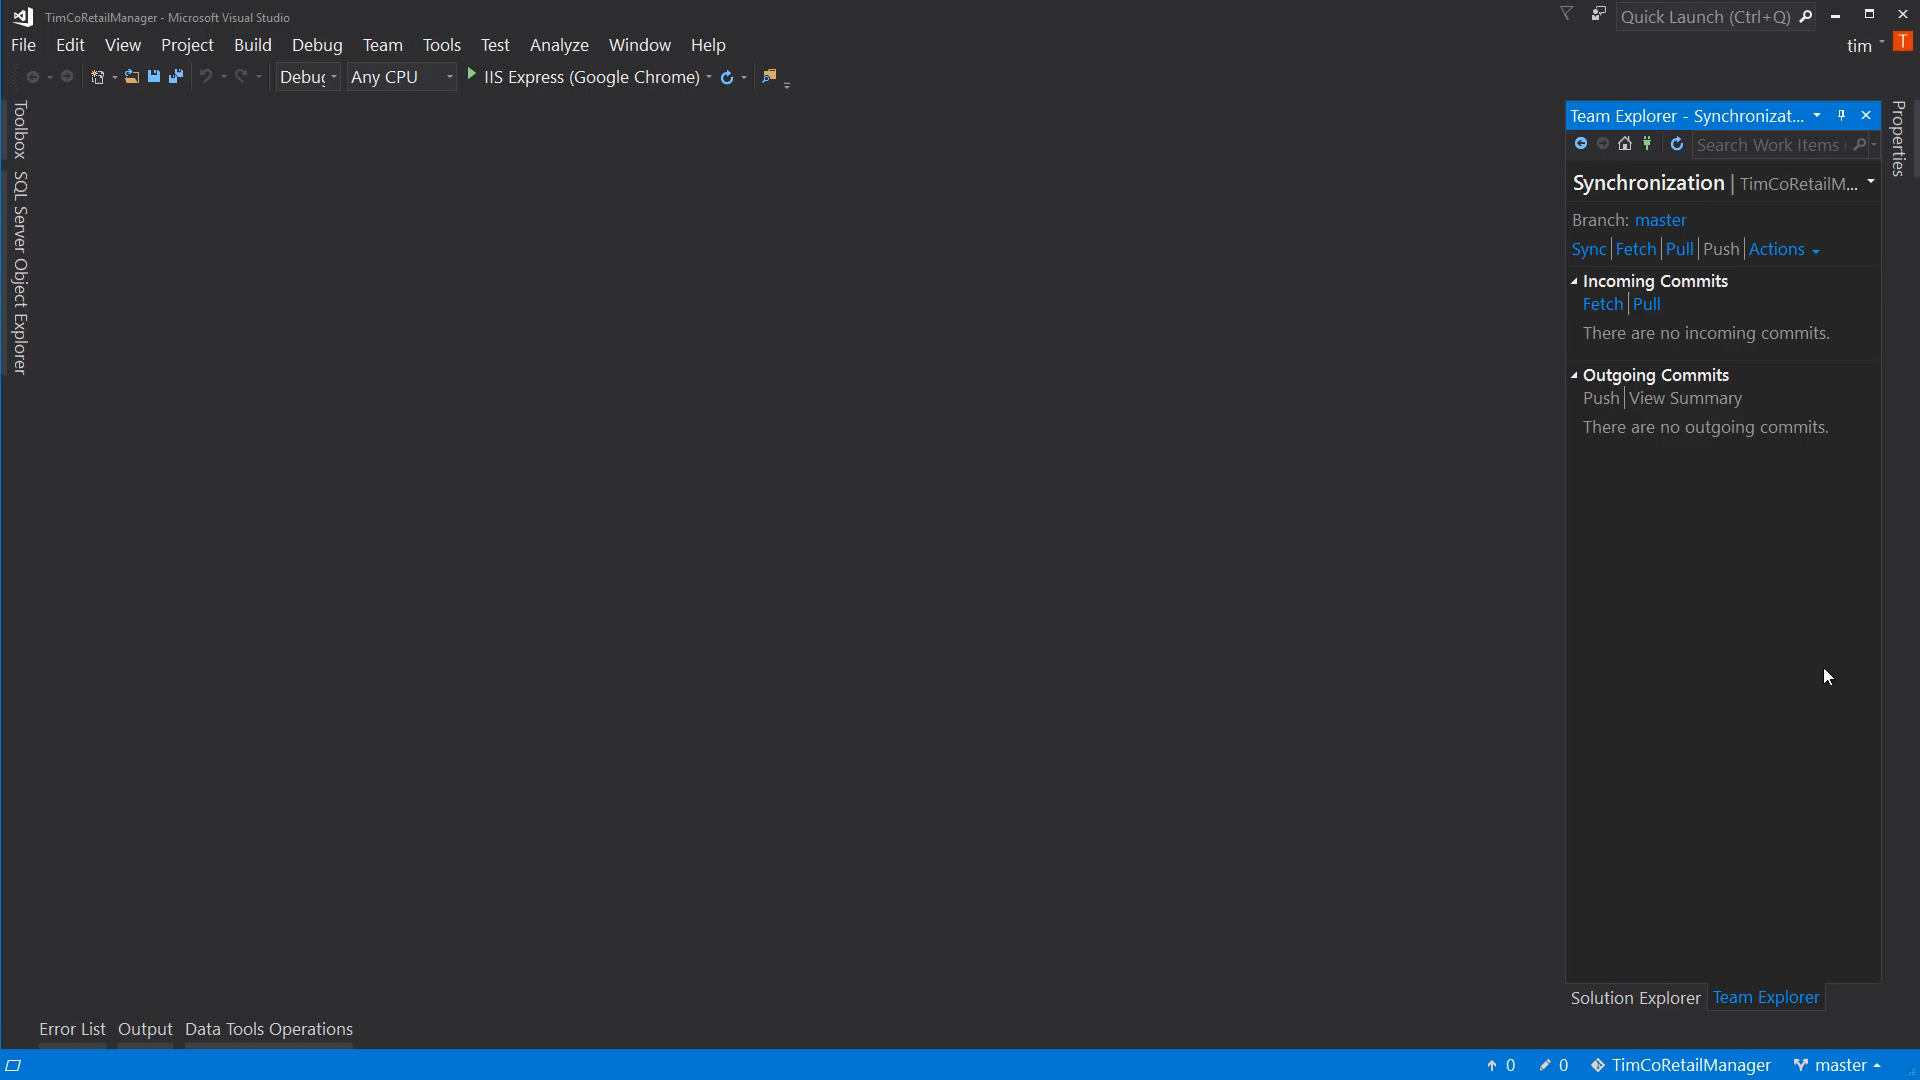 TimCoRetailManager - Microsoft Visual Studio
Quick Launch (Ctrl+Q)
File Edit View Project Build Debug Team Tools Test Analyze Window Help
tim T
Debug Any CPU IIS Express (Google Chrome)
Toolbox
SQL Server Object Explorer
Team Explorer - Synchronizat...
Search Work Items
Synchronization | TimCoRetailM...
Branch: master
Sync Fetch Pull Push Actions
Incoming Commits
Fetch Pull
There are no incoming commits.
Outgoing Commits
Push View Summary
There are no outgoing commits.
Properties
Solution Explorer Team Explorer
Error List Output Data Tools Operations
0 0 TimCoRetailManager master